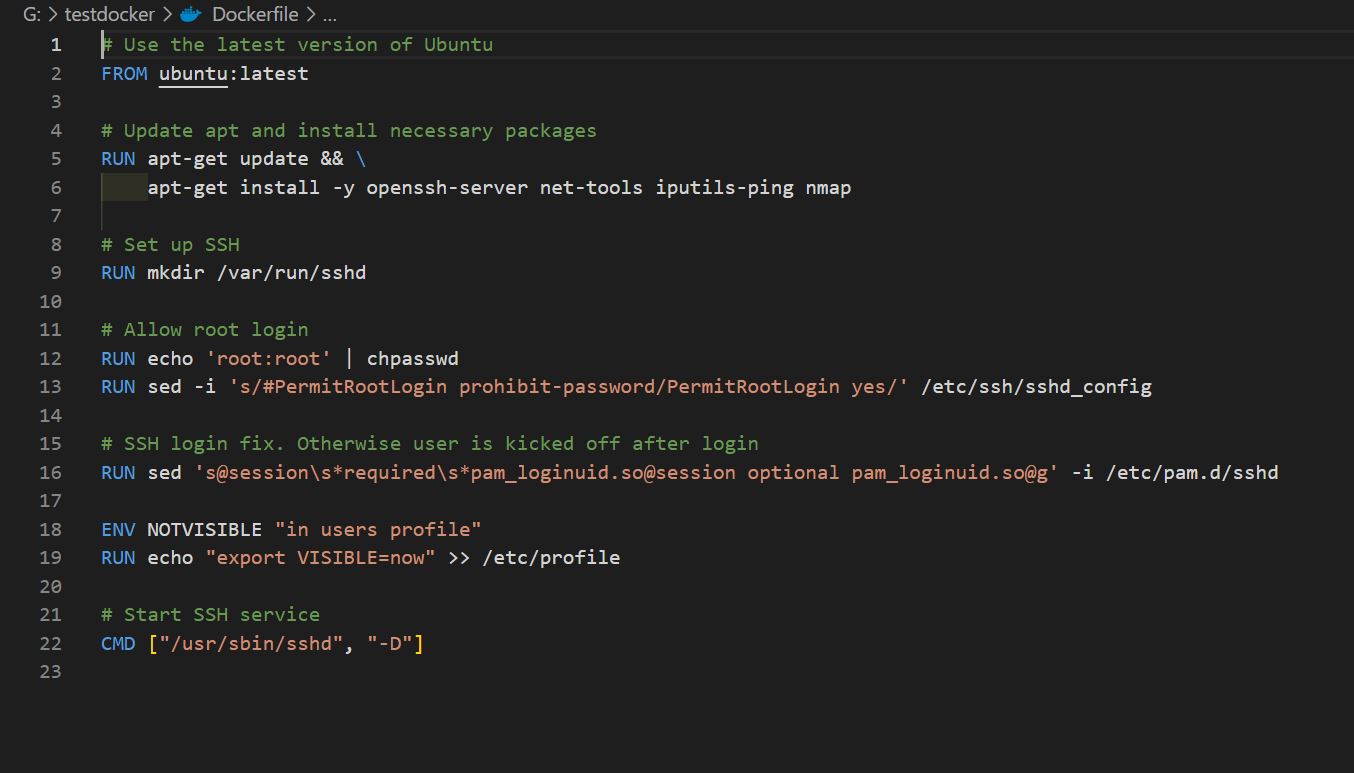 G: > testdocker > Dockerfile > ...
1 # Use the latest version of Ubuntu
2 FROM ubuntu:latest
3
4 # Update apt and install necessary packages
5 RUN apt-get update && \
6     apt-get install -y openssh-server net-tools iputils-ping nmap
7
8 # Set up SSH
9 RUN mkdir /var/run/sshd
10
11 # Allow root login
12 RUN echo 'root:root' | chpasswd
13 RUN sed -i 's/#PermitRootLogin prohibit-password/PermitRootLogin yes/' /etc/ssh/sshd_config
14
15 # SSH login fix. Otherwise user is kicked off after login
16 RUN sed 's@session\s*required\s*pam_loginuid.so@session optional pam_loginuid.so@g' -i /etc/pam.d/sshd
17
18 ENV NOTVISIBLE "in users profile"
19 RUN echo "export VISIBLE=now" >> /etc/profile
20
21 # Start SSH service
22 CMD ["/usr/sbin/sshd", "-D"]
23